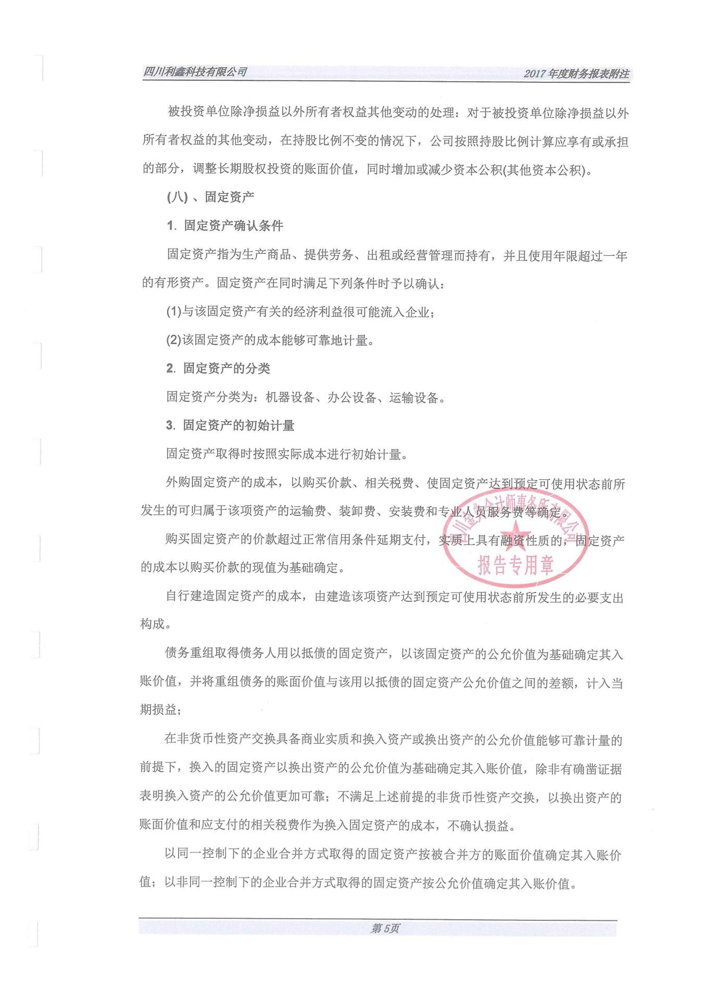 四川利鑫科技有限公司
2017年度财务报表附注
被投资单位除净损益以外所有者权益其他变动的处理：对于被投资单位除净损益以外
所有者权益的其他变动，在持股比例不变的情况下，公司按照持股比例计算应享有或承担
的部分，调整长期股权投资的账面价值，同时增加或减少资本公积(其他资本公积)。
(八)、固定资产
1. 固定资产确认条件
固定资产指为生产商品、提供劳务、出租或经营管理而持有，并且使用年限超过一年
的有形资产。固定资产在同时满足下列条件时予以确认：
(1)与该固定资产有关的经济利益很可能流入企业；
(2)该固定资产的成本能够可靠地计量。
2. 固定资产的分类
固定资产分类为：机器设备、办公设备、运输设备。
3. 固定资产的初始计量
固定资产取得时按照实际成本进行初始计量。
外购固定资产的成本，以购买价款、相关税费、使固定资产达到预定可使用状态前所
发生的可归属于该项资产的运输费、装卸费、安装费和专业人员服务费等确定。
购买固定资产的价款超过正常信用条件延期支付，实质上具有融资性质的，固定资产
的成本以购买价款的现值为基础确定。
四川金典会计师事务所有限公司
报告专用章
自行建造固定资产的成本，由建造该项资产达到预定可使用状态前所发生的必要支出
构成。
债务重组取得债务人用以抵债的固定资产，以该固定资产的公允价值为基础确定其入
账价值，并将重组债务的账面价值与该用以抵债的固定资产公允价值之间的差额，计入当
期损益；
在非货币性资产交换具备商业实质和换入资产或换出资产的公允价值能够可靠计量的
前提下，换入的固定资产以换出资产的公允价值为基础确定其入账价值，除非有确凿证据
表明换入资产的公允价值更加可靠；不满足上述前提的非货币性资产交换，以换出资产的
账面价值和应支付的相关税费作为换入固定资产的成本，不确认损益。
以同一控制下的企业合并方式取得的固定资产按被合并方的账面价值确定其入账价
值；以非同一控制下的企业合并方式取得的固定资产按公允价值确定其入账价值。
第5页